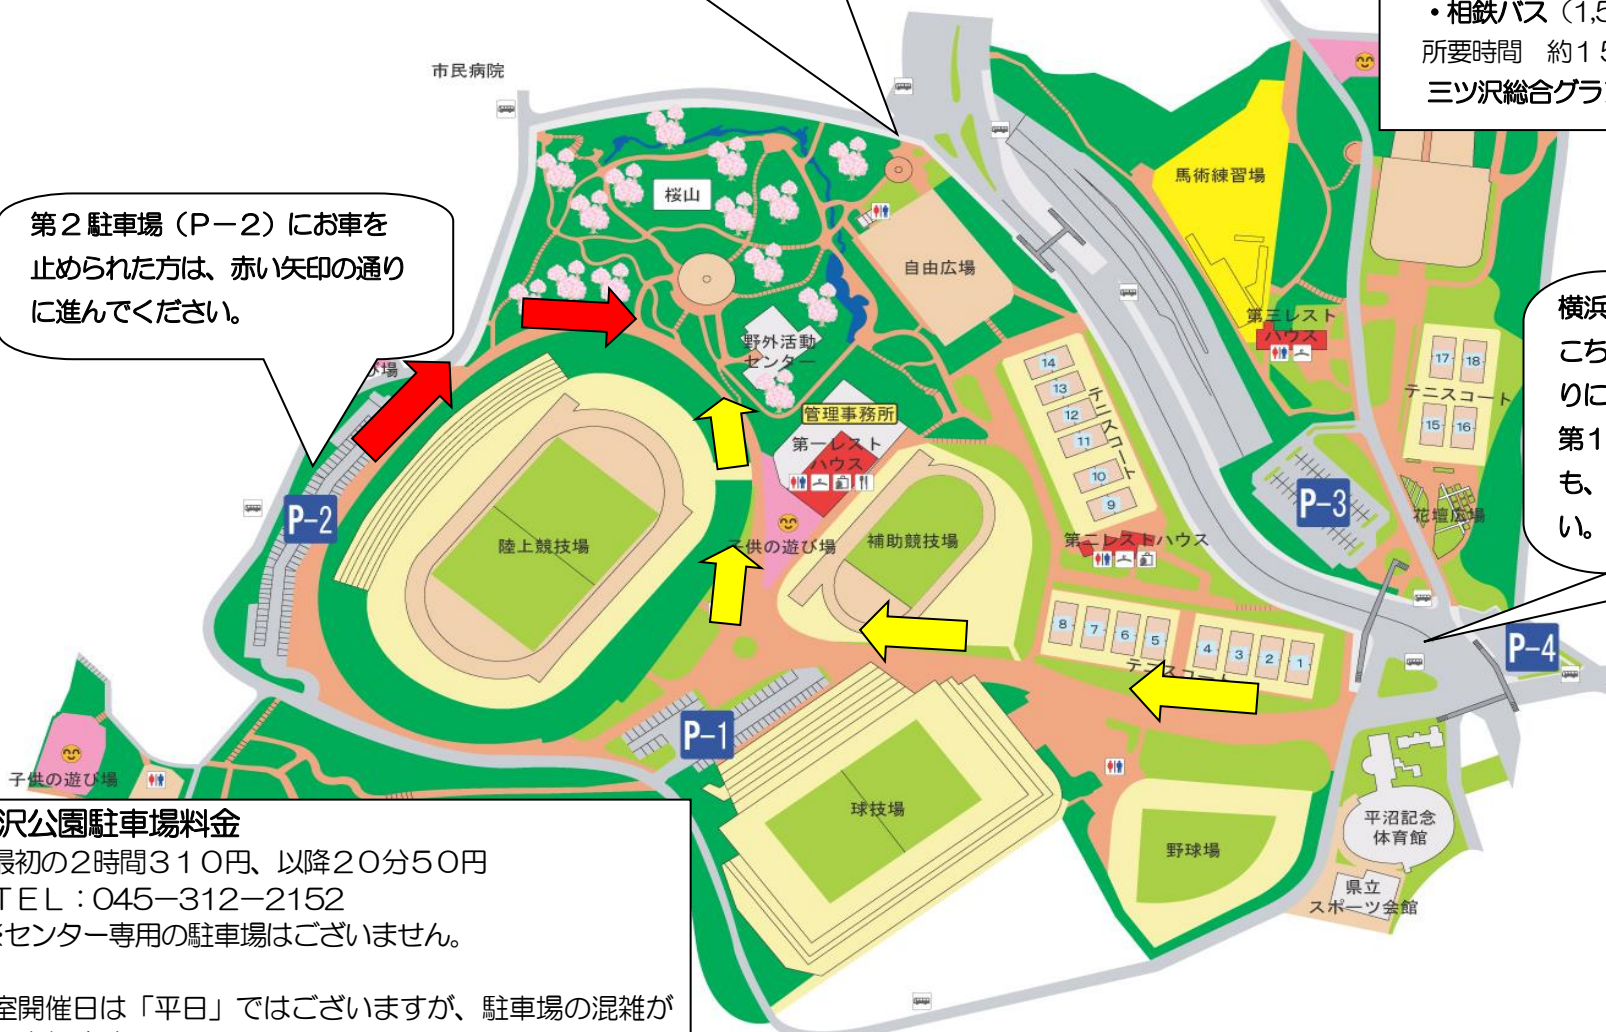 ・相鉄バス（1,5
所要時間　約１５
三ツ沢総合グラ
市民病院
第２駐車場（Ｐ－２）にお車を
止められた方は、赤い矢印の通り
に進んでください。
桜山
自由広場
馬術練習場
野外活動
センター
管理事務所
第一レスト
ハウス
第三レスト
ハウス
び場
14
13
12
11
10
9
テニスコート
17
18
テニスコート
15
16
横浜
こち
りに
第１
も、
い。
P-2
P-3
花壇広場
陸上競技場
子供の遊び場
補助競技場
第二レストハウス
8
7
6
5
4
3
2
1
テニスコート
P-4
P-1
子供の遊び場
球技場
野球場
平沼記念
体育館
県立
スポーツ会館
沢公園駐車場料金
最初の２時間３１０円、以降２０分５０円
ＴＥＬ：045－312－2152
センター専用の駐車場はございません。
室開催日は「平日」ではございますが、駐車場の混雑が